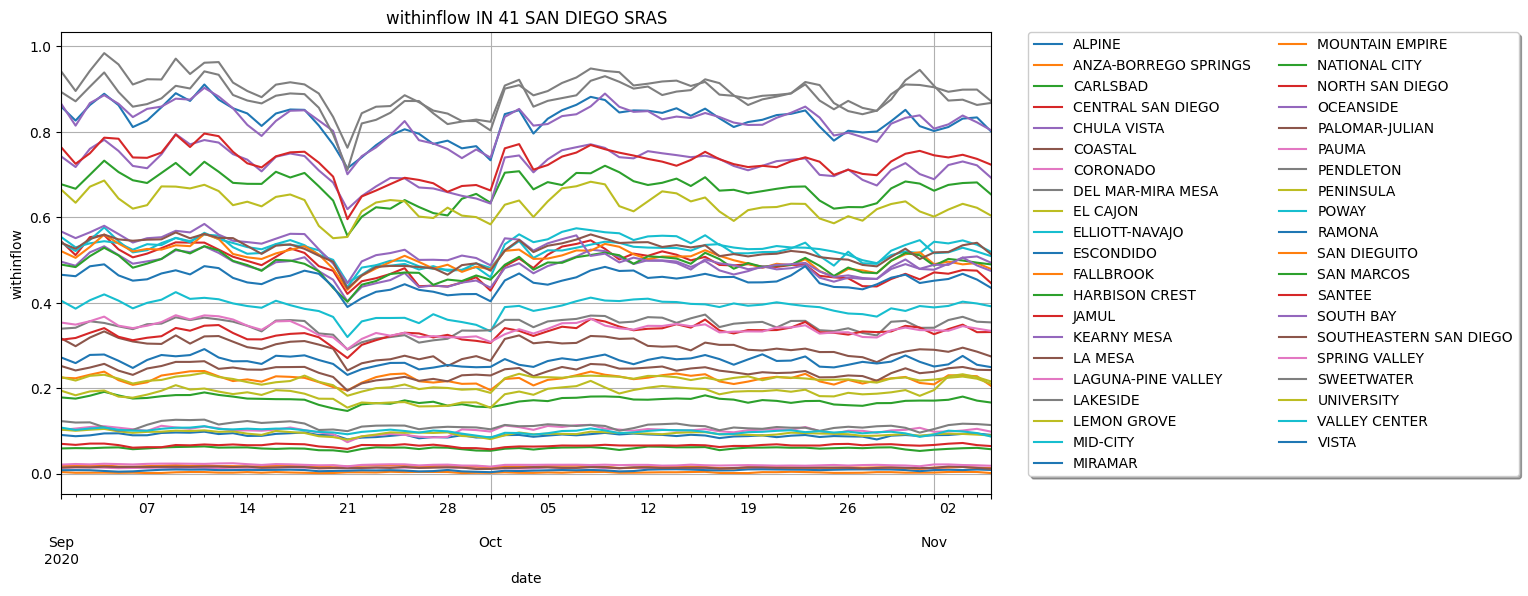 withinflow IN 41 SAN DIEGO SRAS
1.0
0.8
0.6
0.4
0.2
0.0
withinflow
07
14
21
28
05
12
19
26
02
Sep
2020
Oct
Nov
date
ALPINE
ANZA-BORREGO SPRINGS
CARLSBAD
CENTRAL SAN DIEGO
CHULA VISTA
COASTAL
CORONADO
DEL MAR-MIRA MESA
EL CAJON
ELLIOTT-NAVAJO
ESCONDIDO
FALLBROOK
HARBISON CREST
JAMUL
KEARNY MESA
LA MESA
LAGUNA-PINE VALLEY
LAKESIDE
LEMON GROVE
MID-CITY
MIRAMAR
MOUNTAIN EMPIRE
NATIONAL CITY
NORTH SAN DIEGO
OCEANSIDE
PALOMAR-JULIAN
PAUMA
PENDLETON
PENINSULA
POWAY
RAMONA
SAN DIEGUITO
SAN MARCOS
SANTEE
SOUTH BAY
SOUTHEASTERN SAN DIEGO
SPRING VALLEY
SWEETWATER
UNIVERSITY
VALLEY CENTER
VISTA